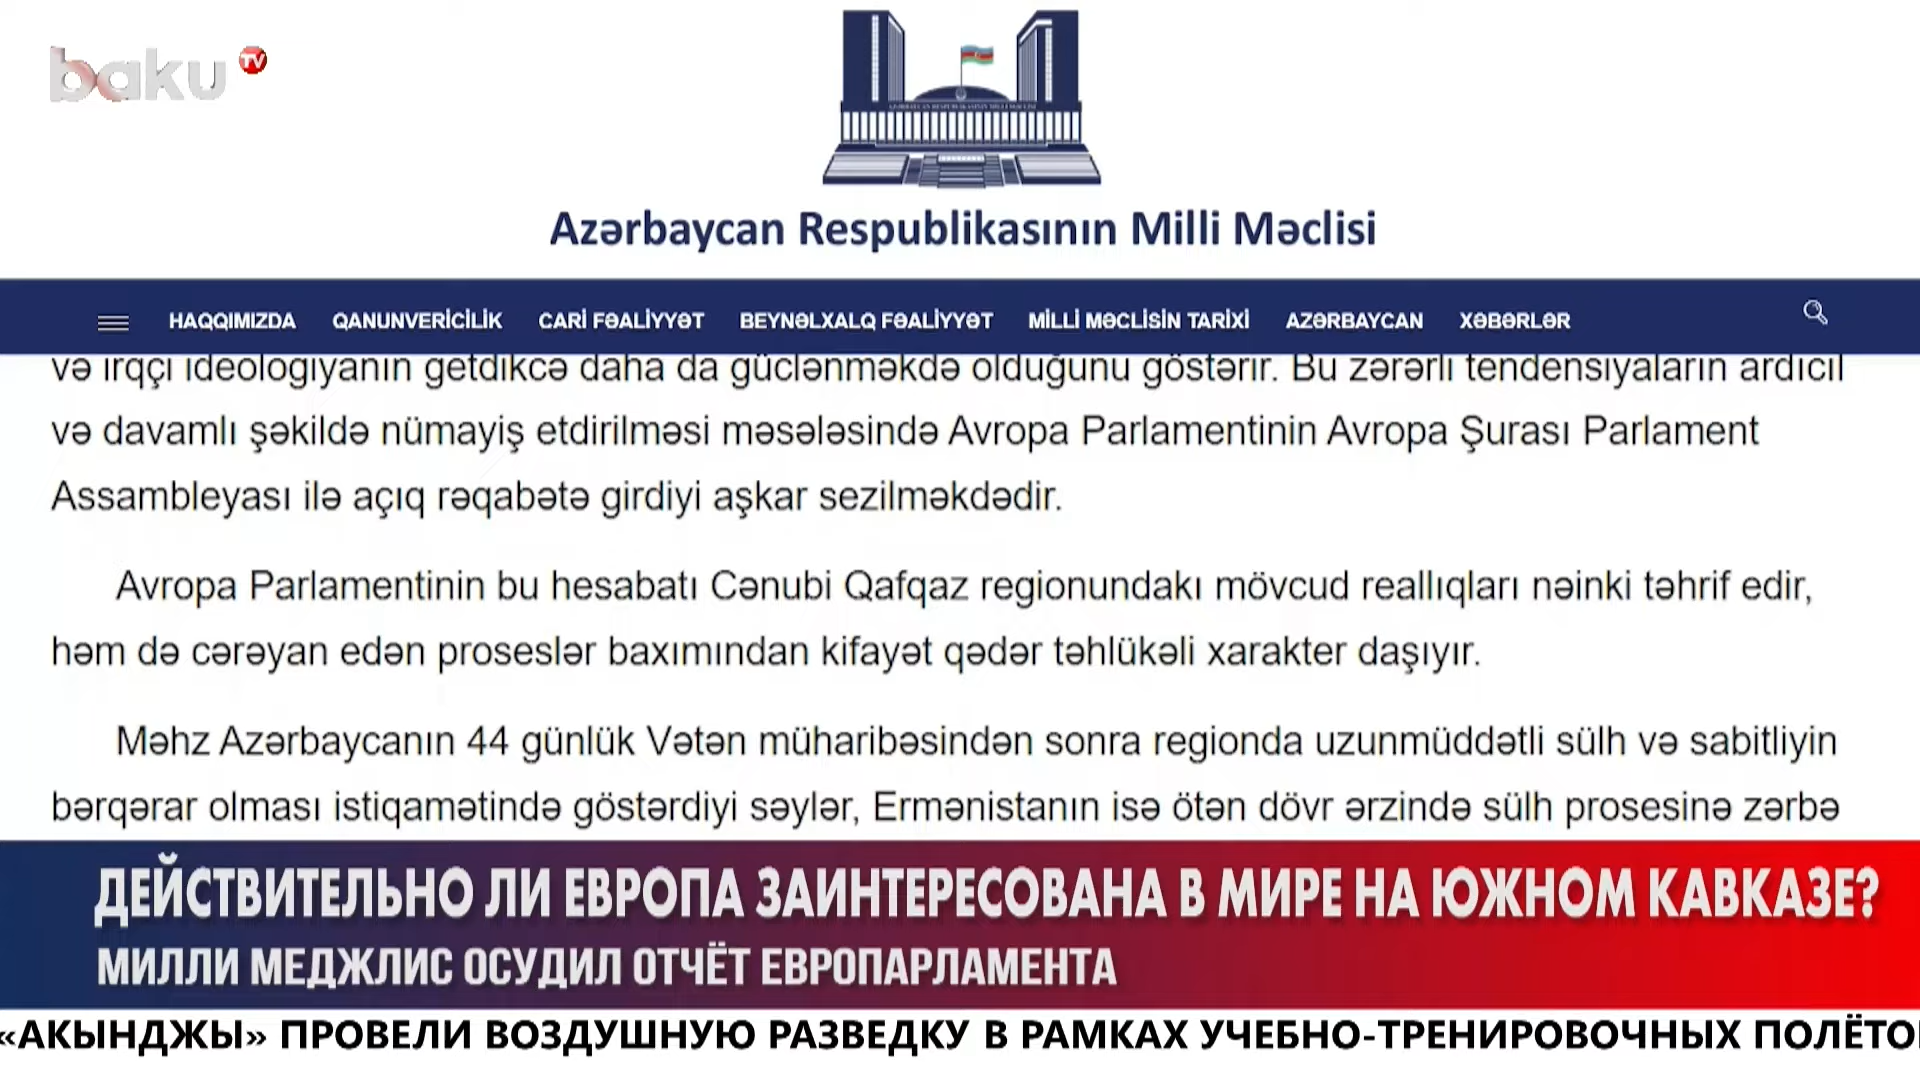 baku TV
Azərbaycan Respublikasının Milli Məclisi
HAQQIMIZDA QANUNVERİCİLİK CARİ FƏALİYYƏT BEYNƏLXALQ FƏALİYYƏT MİLLİ MƏCLİSİN TARİXİ AZƏRBAYCAN XƏBƏRLƏR
və irqçi ideologiyanın getdikcə daha da güclənməkdə olduğunu göstərir. Bu zərərli tendensiyaların ardıcıl
və davamlı şəkildə nümayiş etdirilməsi məsələsində Avropa Parlamentinin Avropa Şurası Parlament
Assambleyası ilə açıq rəqabətə girdiyi aşkar sezilməkdədir.
Avropa Parlamentinin bu hesabatı Cənubi Qafqaz regionundakı mövcud reallıqları nəinki təhrif edir,
həm də cərəyan edən proseslər baxımından kifayət qədər təhlükəli xarakter daşıyır.
Məhz Azərbaycanın 44 günlük Vətən müharibəsindən sonra regionda uzunmüddətli sülh və sabitliyin
bərqərar olması istiqamətində göstərdiyi səylər, Ermənistanın isə ötən dövr ərzində sülh prosesinə zərbə
ДЕЙСТВИТЕЛЬНО ЛИ ЕВРОПА ЗАИНТЕРЕСОВАНА В МИРЕ НА ЮЖНОМ КАВКАЗЕ?
МИЛЛИ МЕДЖЛИС ОСУДИЛ ОТЧЁТ ЕВРОПАРЛАМЕНТА
«АКЫНДЖЫ» ПРОВЕЛИ ВОЗДУШНУЮ РАЗВЕДКУ В РАМКАХ УЧЕБНО-ТРЕНИРОВОЧНЫХ ПОЛЁТО